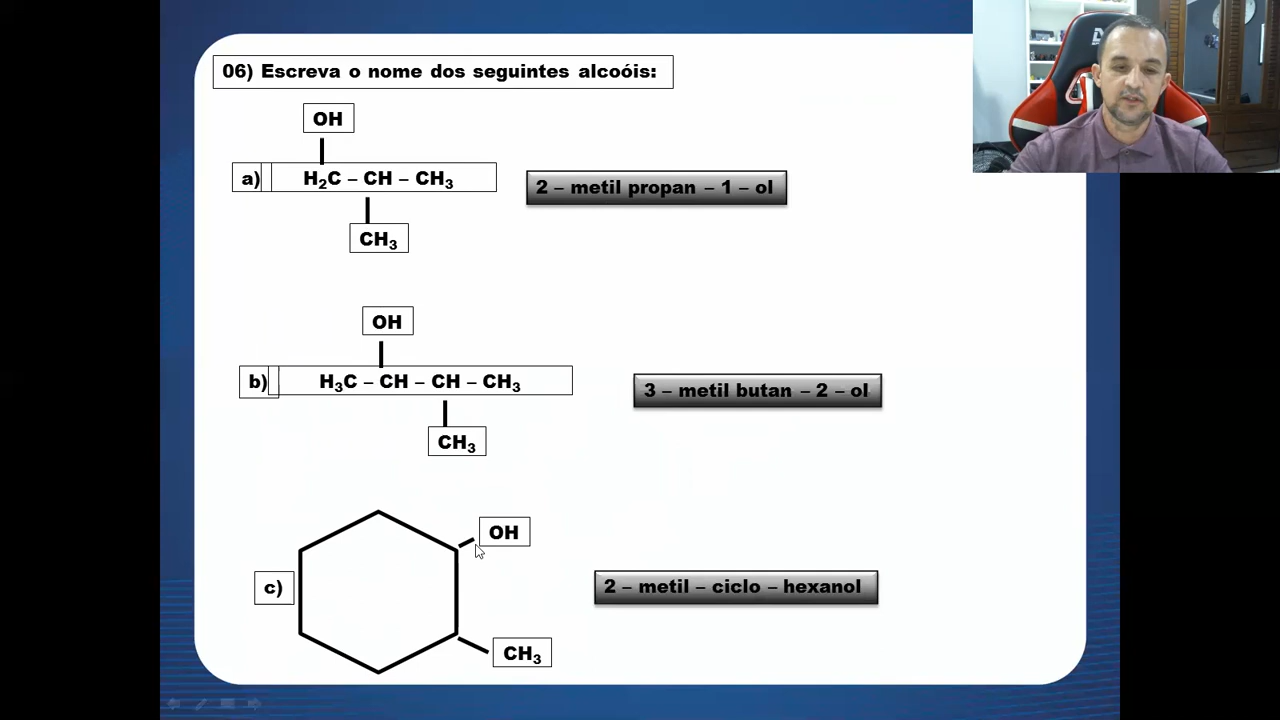 06) Escreva o nome dos seguintes alcoóis:
OH
a) H₂C – CH – CH₃
2 – metil propan – 1 – ol
CH₃
OH
b) H₃C – CH – CH – CH₃
3 – metil butan – 2 – ol
CH₃
OH
c)
2 – metil – ciclo – hexanol
CH₃